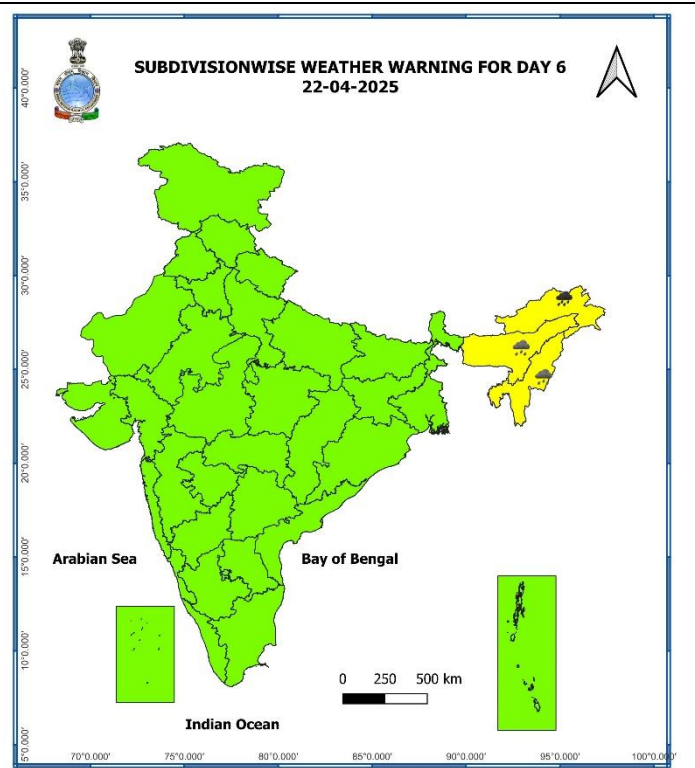 SUBDIVISIONWISE WEATHER WARNING FOR DAY 6
22-04-2025
40°0.000'
35°0.000'
30°0.000'
25°0.000'
20°0.000'
15°0.000'
10°0.000'
5°0.000'
Arabian Sea
Bay of Bengal
0 250 500 km
Indian Ocean
70°0.000' 75°0.000' 80°0.000' 85°0.000' 90°0.000' 95°0.000' 100°0.000'